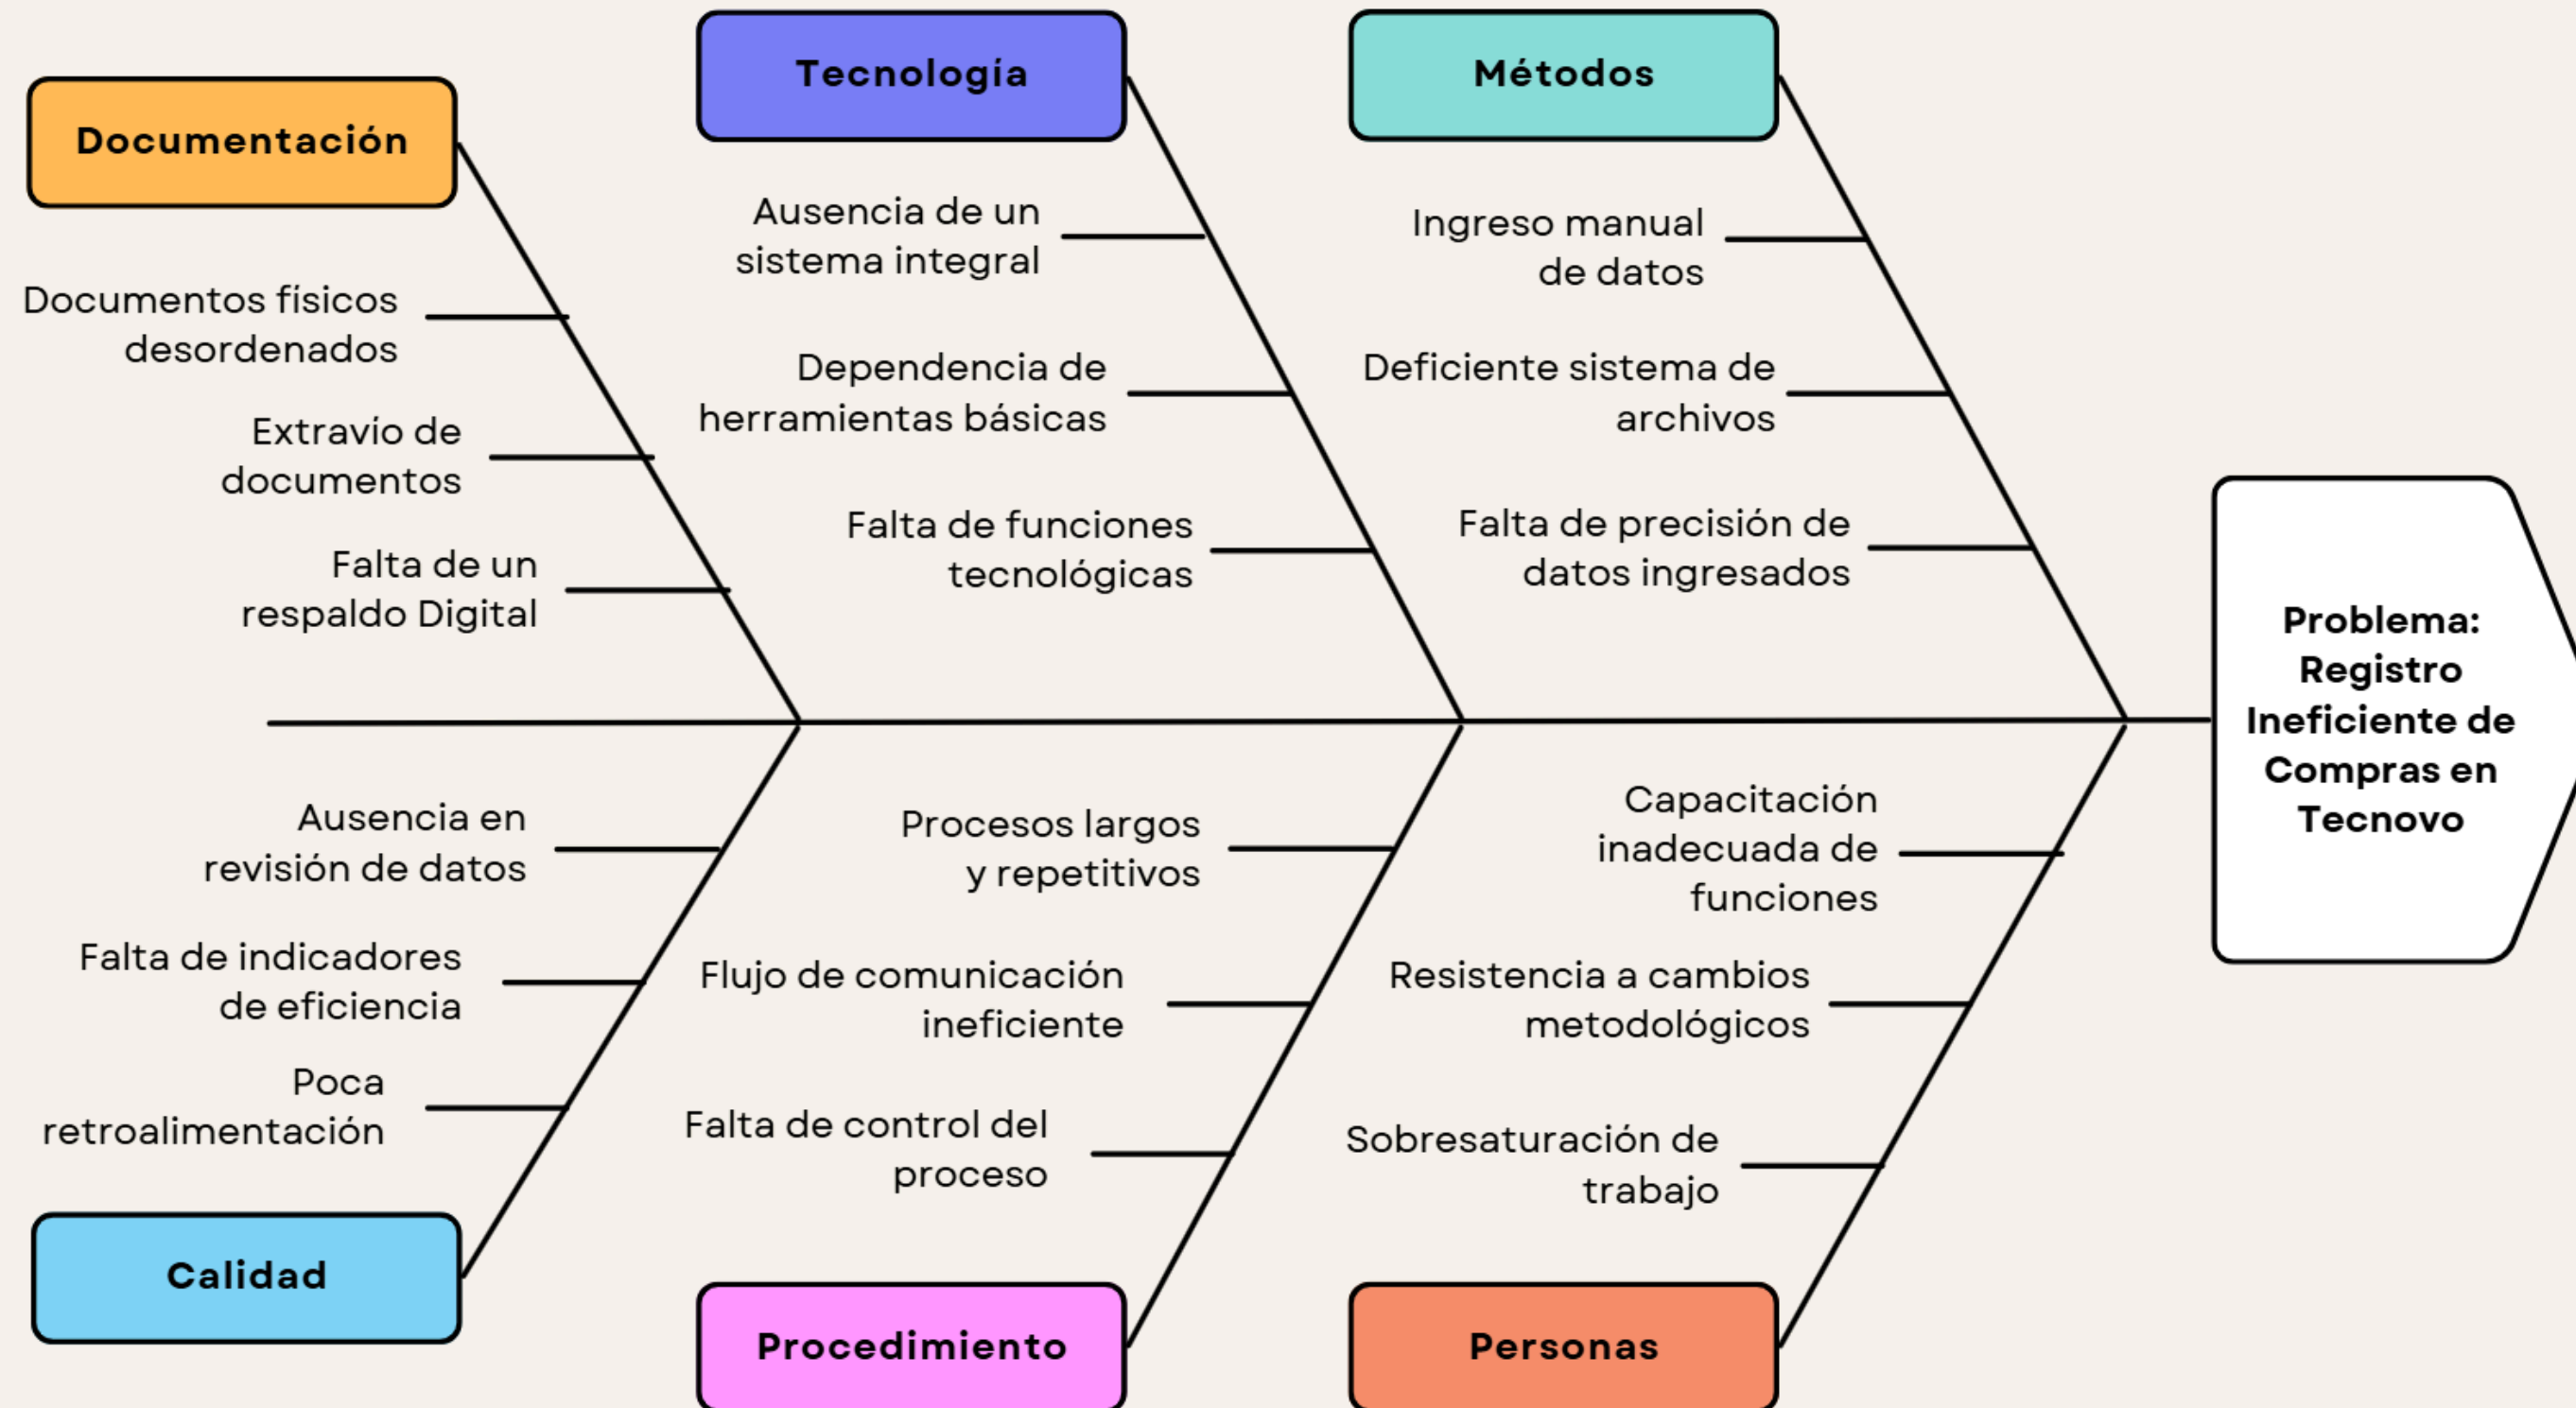 Documentación
Documentos físicos
desordenados
Extravío de
documentos
Falta de un
respaldo Digital
Tecnología
Ausencia de un
sistema integral
Dependencia de
herramientas básicas
Falta de funciones
tecnológicas
Métodos
Ingreso manual
de datos
Deficiente sistema de
archivos
Falta de precisión de
datos ingresados
Problema:
Registro
Ineficiente de
Compras en
Tecnovo
Ausencia en
revisión de datos
Falta de indicadores
de eficiencia
Poca
retroalimentación
Calidad
Procesos largos
y repetitivos
Flujo de comunicación
ineficiente
Falta de control del
proceso
Procedimiento
Capacitación
inadecuada de
funciones
Resistencia a cambios
metodológicos
Sobresaturación de
trabajo
Personas